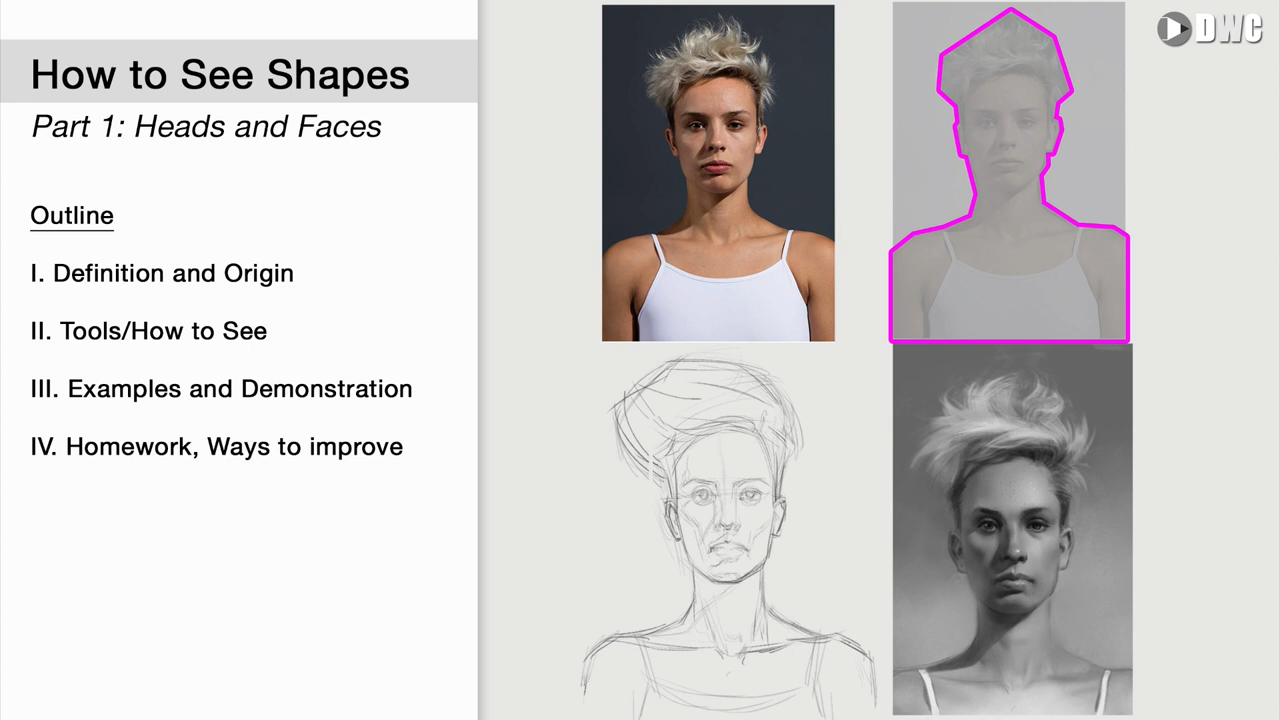 How to See Shapes
Part 1: Heads and Faces
Outline
I. Definition and Origin
II. Tools/How to See
III. Examples and Demonstration
IV. Homework, Ways to improve
DWC